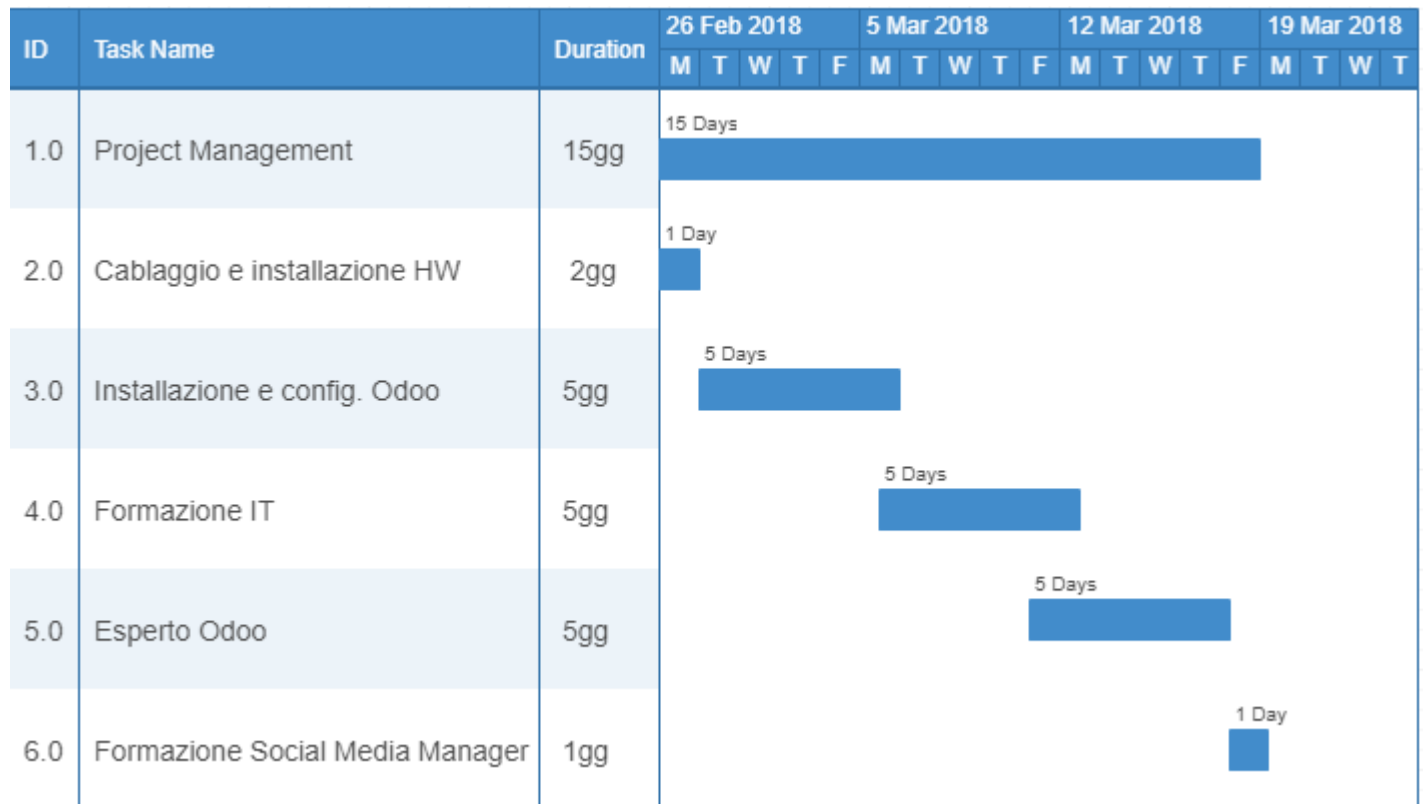 ID Task Name Duration 26 Feb 2018 5 Mar 2018 12 Mar 2018 19 Mar 2018
M T W T F M T W T F M T W T F M T W T
15 Days
1.0 Project Management 15gg
1 Day
2.0 Cablaggio e installazione HW 2gg
5 Days
3.0 Installazione e config. Odoo 5gg
5 Days
4.0 Formazione IT 5gg
5 Days
5.0 Esperto Odoo 5gg
1 Day
6.0 Formazione Social Media Manager 1gg